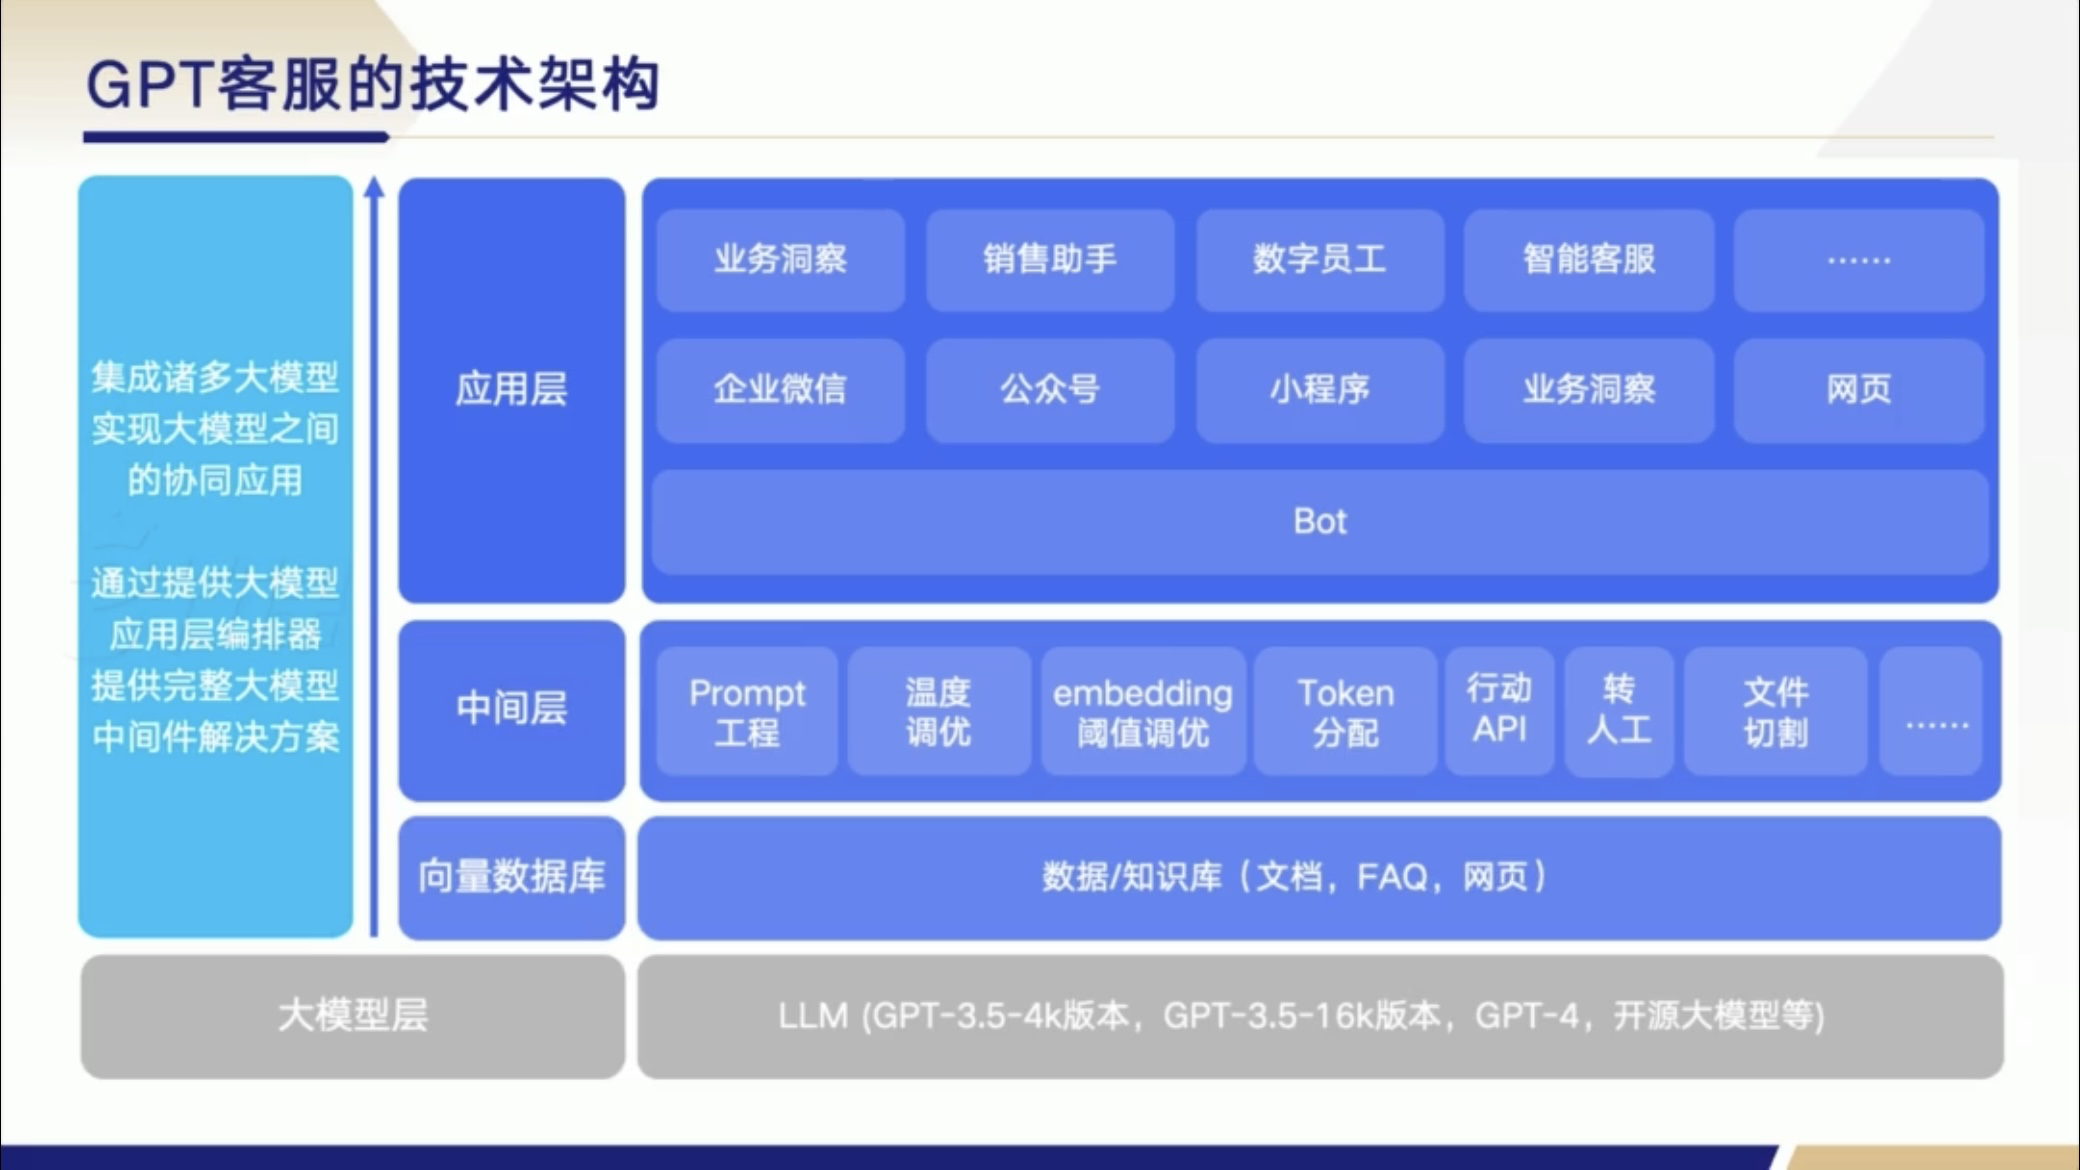 GPT客服的技术架构
集成诸多大模型
实现大模型之间
的协同应用
通过提供大模型
应用层编排器
提供完整大模型
中间件解决方案
应用层
业务洞察
销售助手
数字员工
智能客服
……
企业微信
公众号
小程序
业务洞察
网页
Bot
中间层
Prompt
工程
温度
调优
embedding
阈值调优
Token
分配
行动
API
转
人工
文件
切割
……
向量数据库
数据/知识库（文档，FAQ，网页）
大模型层
LLM (GPT-3.5-4k版本，GPT-3.5-16k版本，GPT-4，开源大模型等)